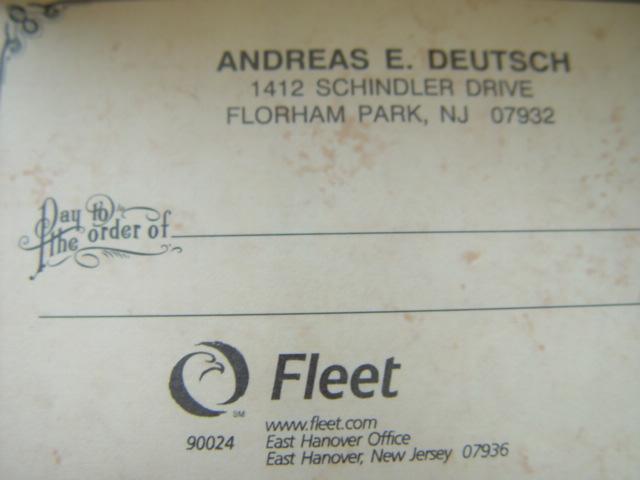 ANDREAS E. DEUTSCH
1412 SCHINDLER DRIVE
FLORHAM PARK, NJ 07932
Pay to
the order of
Fleet
SM
www.fleet.com
90024 East Hanover Office
East Hanover, New Jersey 07936